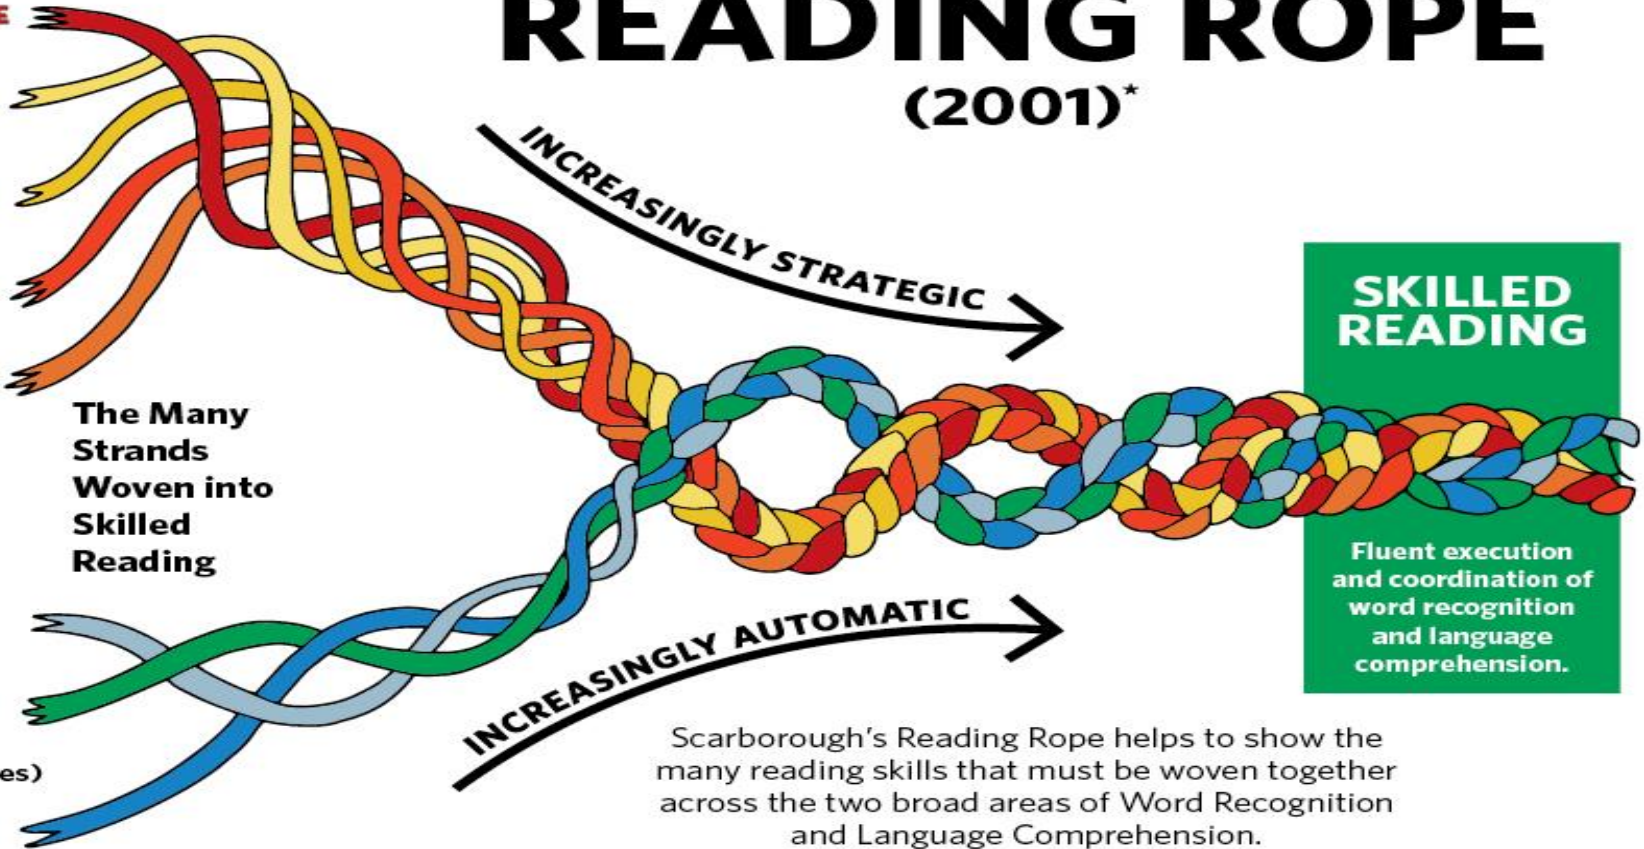 READING ROPE
(2001)*
INCREASINGLY STRATEGIC
SKILLED
READING
The Many
Strands
Woven into
Skilled
Reading
Fluent execution
and coordination of
word recognition
and language
comprehension.
INCREASINGLY AUTOMATIC
Scarborough's Reading Rope helps to show the
many reading skills that must be woven together
across the two broad areas of Word Recognition
and Language Comprehension.